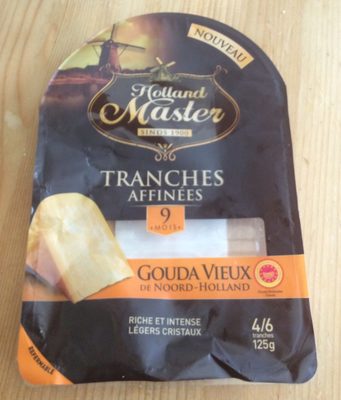 NOUVEAU
Holland
Master
SINDS 1900
TRANCHES
AFFINÉES
9
MOIS
GOUDA VIEUX
DE NOORD-HOLLAND
RICHE ET INTENSE
LÉGERS CRISTAUX
4/6
tranches
125g
REFERMABLE